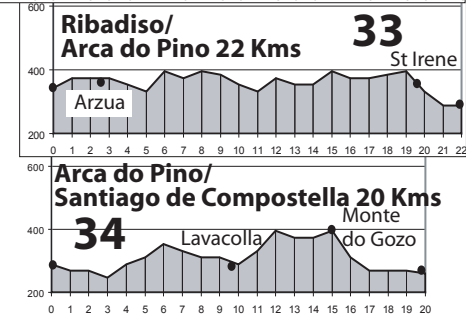 600
Ribadiso/
Arca do Pino 22 Kms
33
St Irene
400
Arzua
200
0 1 2 3 4 5 6 7 8 9 10 11 12 13 14 15 16 17 18 19 20 21 22
600
Arca do Pino/
Santiago de Compostella 20 Kms
400
34
Lavacolla
Monte
do Gozo
200
0 1 2 3 4 5 6 7 8 9 10 11 12 13 14 15 16 17 18 19 20